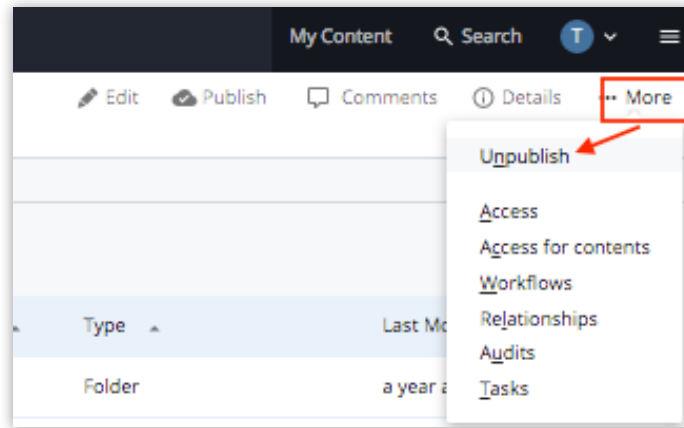 My Content Search T
Edit Publish Comments Details ••• More
Unpublish
Access
Access for contents
Workflows
Relationships
Audits
Tasks
Type Last Mo
Folder a year a